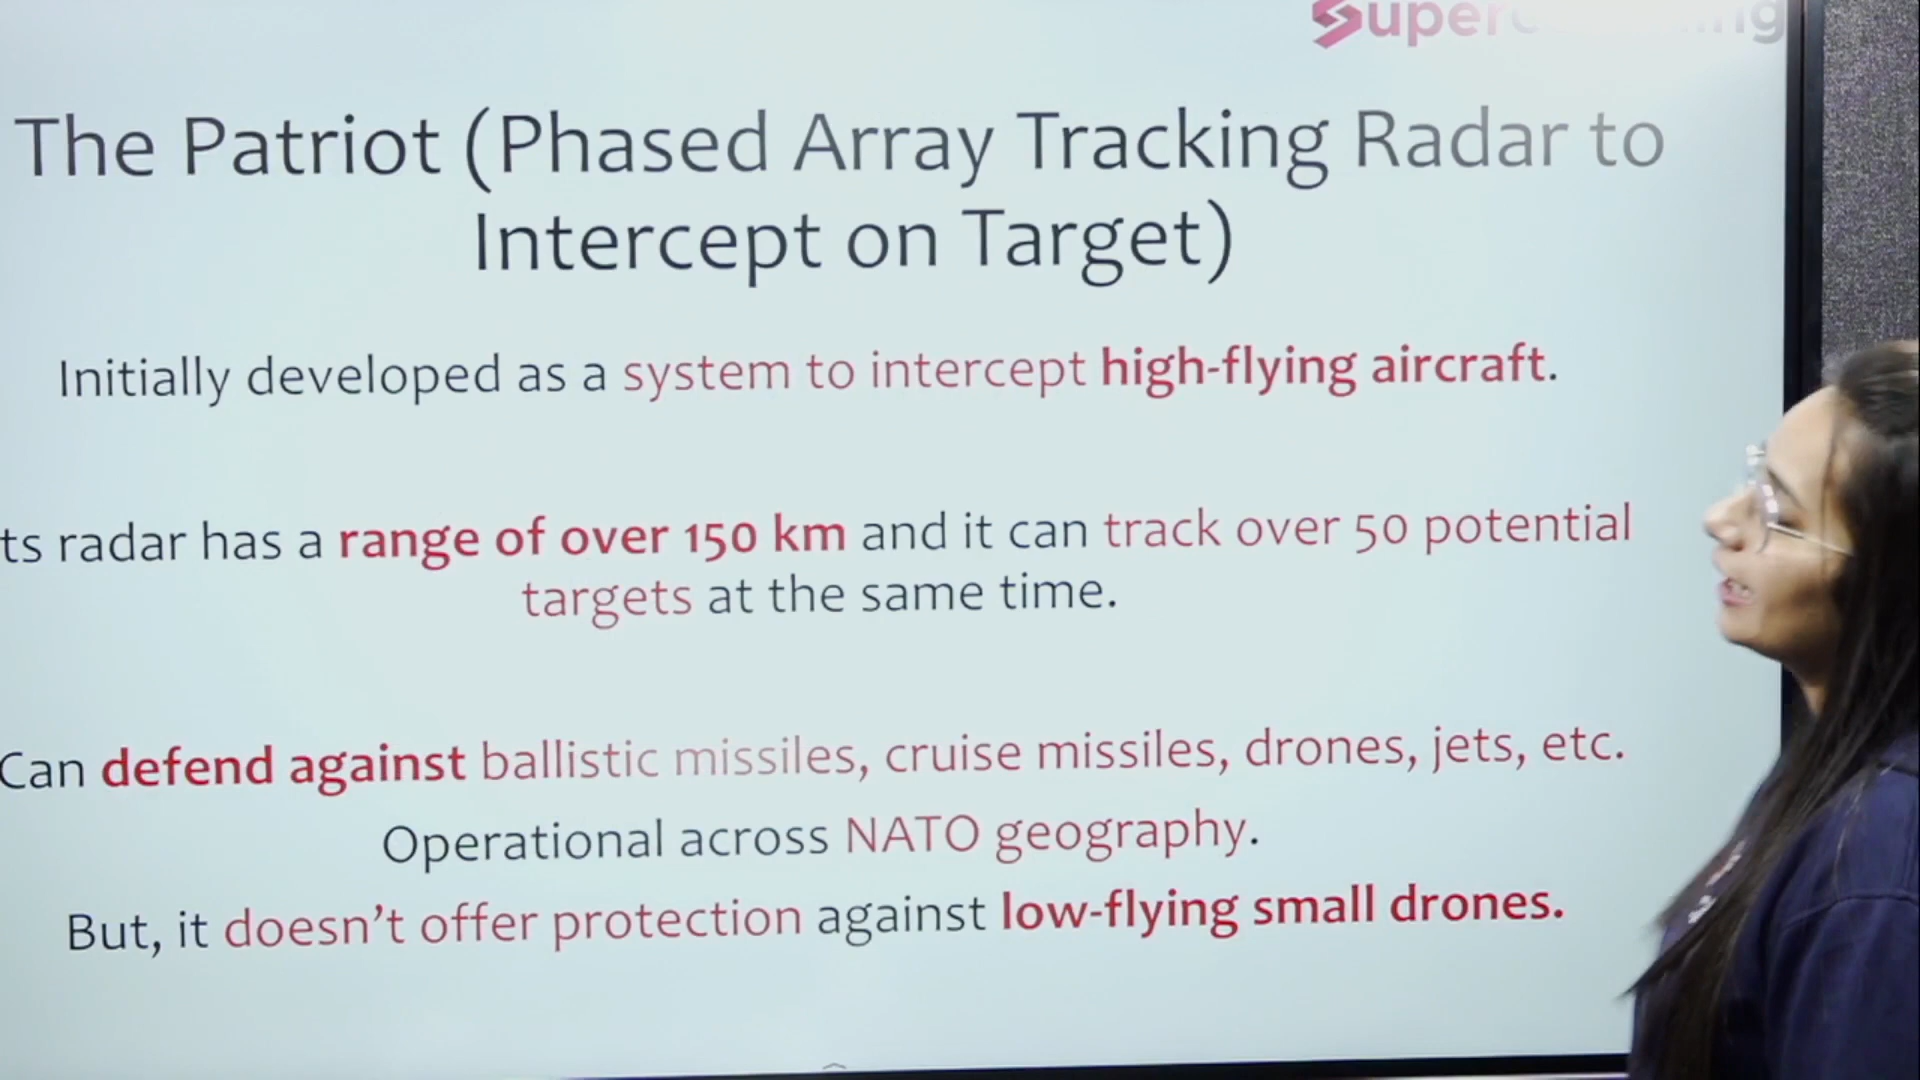 The Patriot (Phased Array Tracking Radar to
Intercept on Target)
Initially developed as a system to intercept high-flying aircraft.
ts radar has a range of over 150 km and it can track over 50 potential
targets at the same time.
Can defend against ballistic missiles, cruise missiles, drones, jets, etc.
Operational across NATO geography.
But, it doesn't offer protection against low-flying small drones.